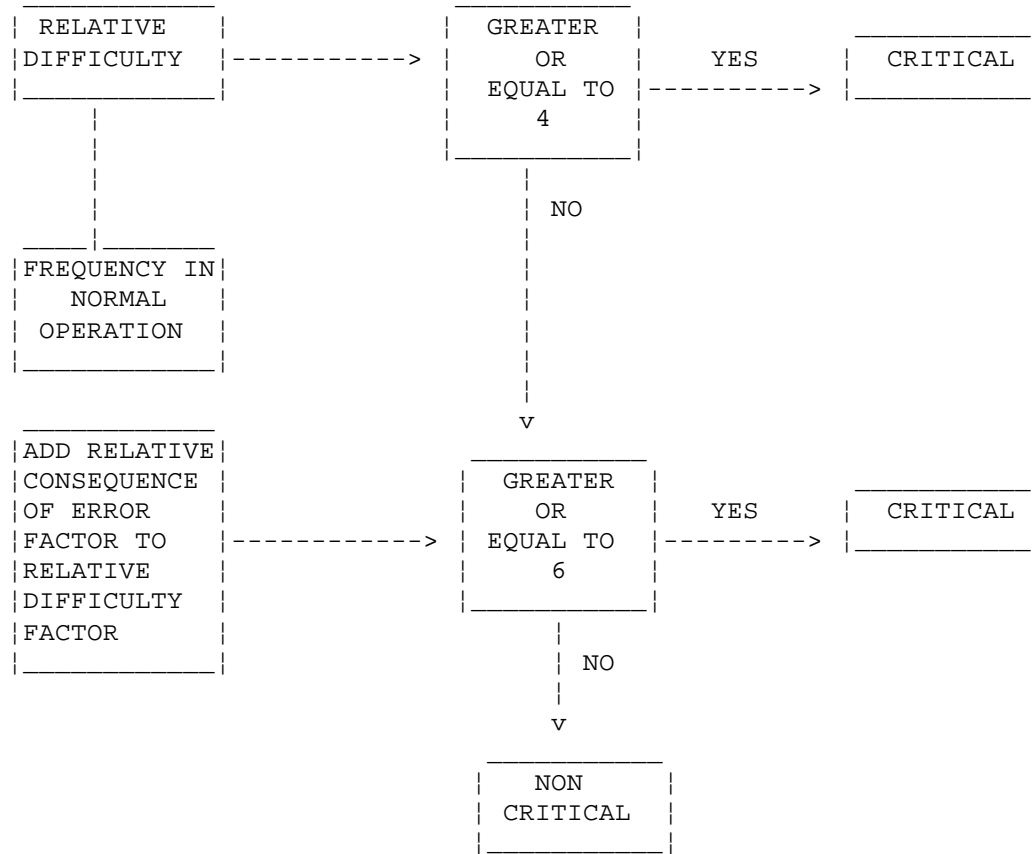 RELATIVE
DIFFICULTY
GREATER
OR
EQUAL TO
4
YES
CRITICAL
NO
FREQUENCY IN
NORMAL
OPERATION
ADD RELATIVE
CONSEQUENCE
OF ERROR
FACTOR TO
RELATIVE
DIFFICULTY
FACTOR
GREATER
OR
EQUAL TO
6
YES
CRITICAL
NO
NON
CRITICAL